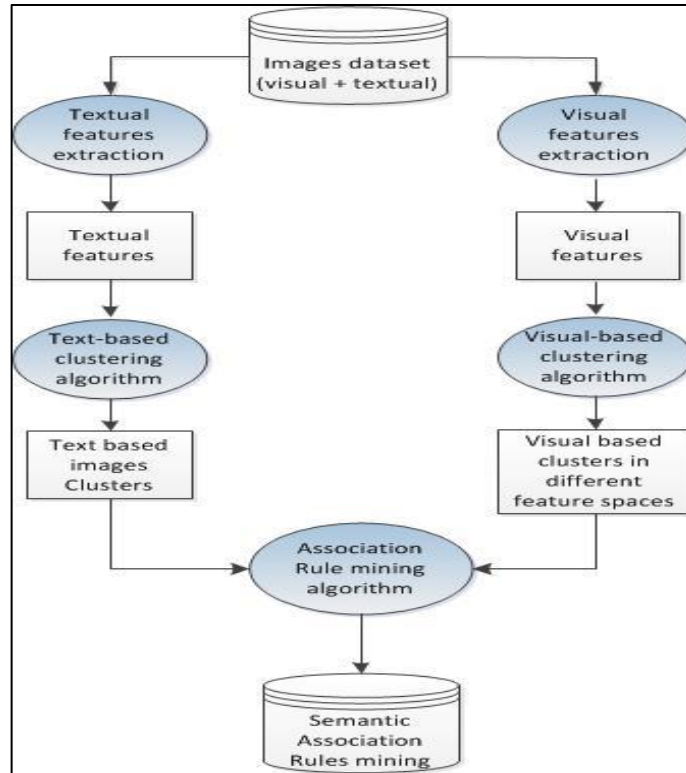 Images dataset
(visual + textual)
Textual
features
extraction
Visual
features
extraction
Textual
features
Visual
features
Text-based
clustering
algorithm
Visual-based
clustering
algorithm
Text based
images
Clusters
Visual based
clusters in
different
feature spaces
Association
Rule mining
algorithm
Semantic
Association
Rules mining